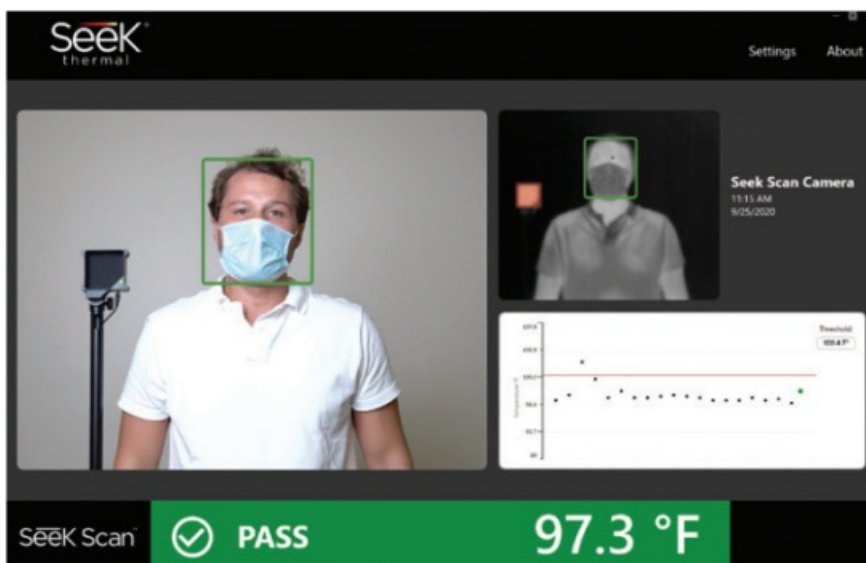 Seek
thermal
Settings About
Seek Scan Camera
11:15 AM
9/25/2020
Threshold:
Temperature °F
Seek Scan
PASS
97.3 °F